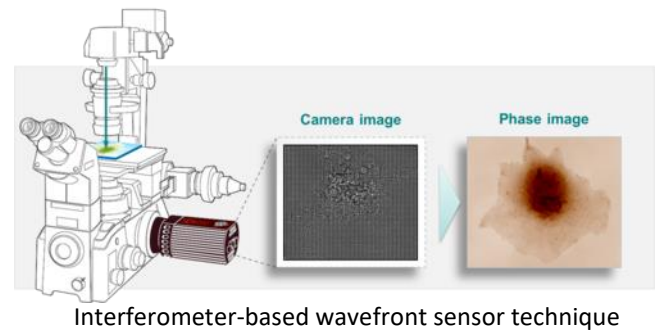 Camera image
Phase image
Interferometer-based wavefront sensor technique